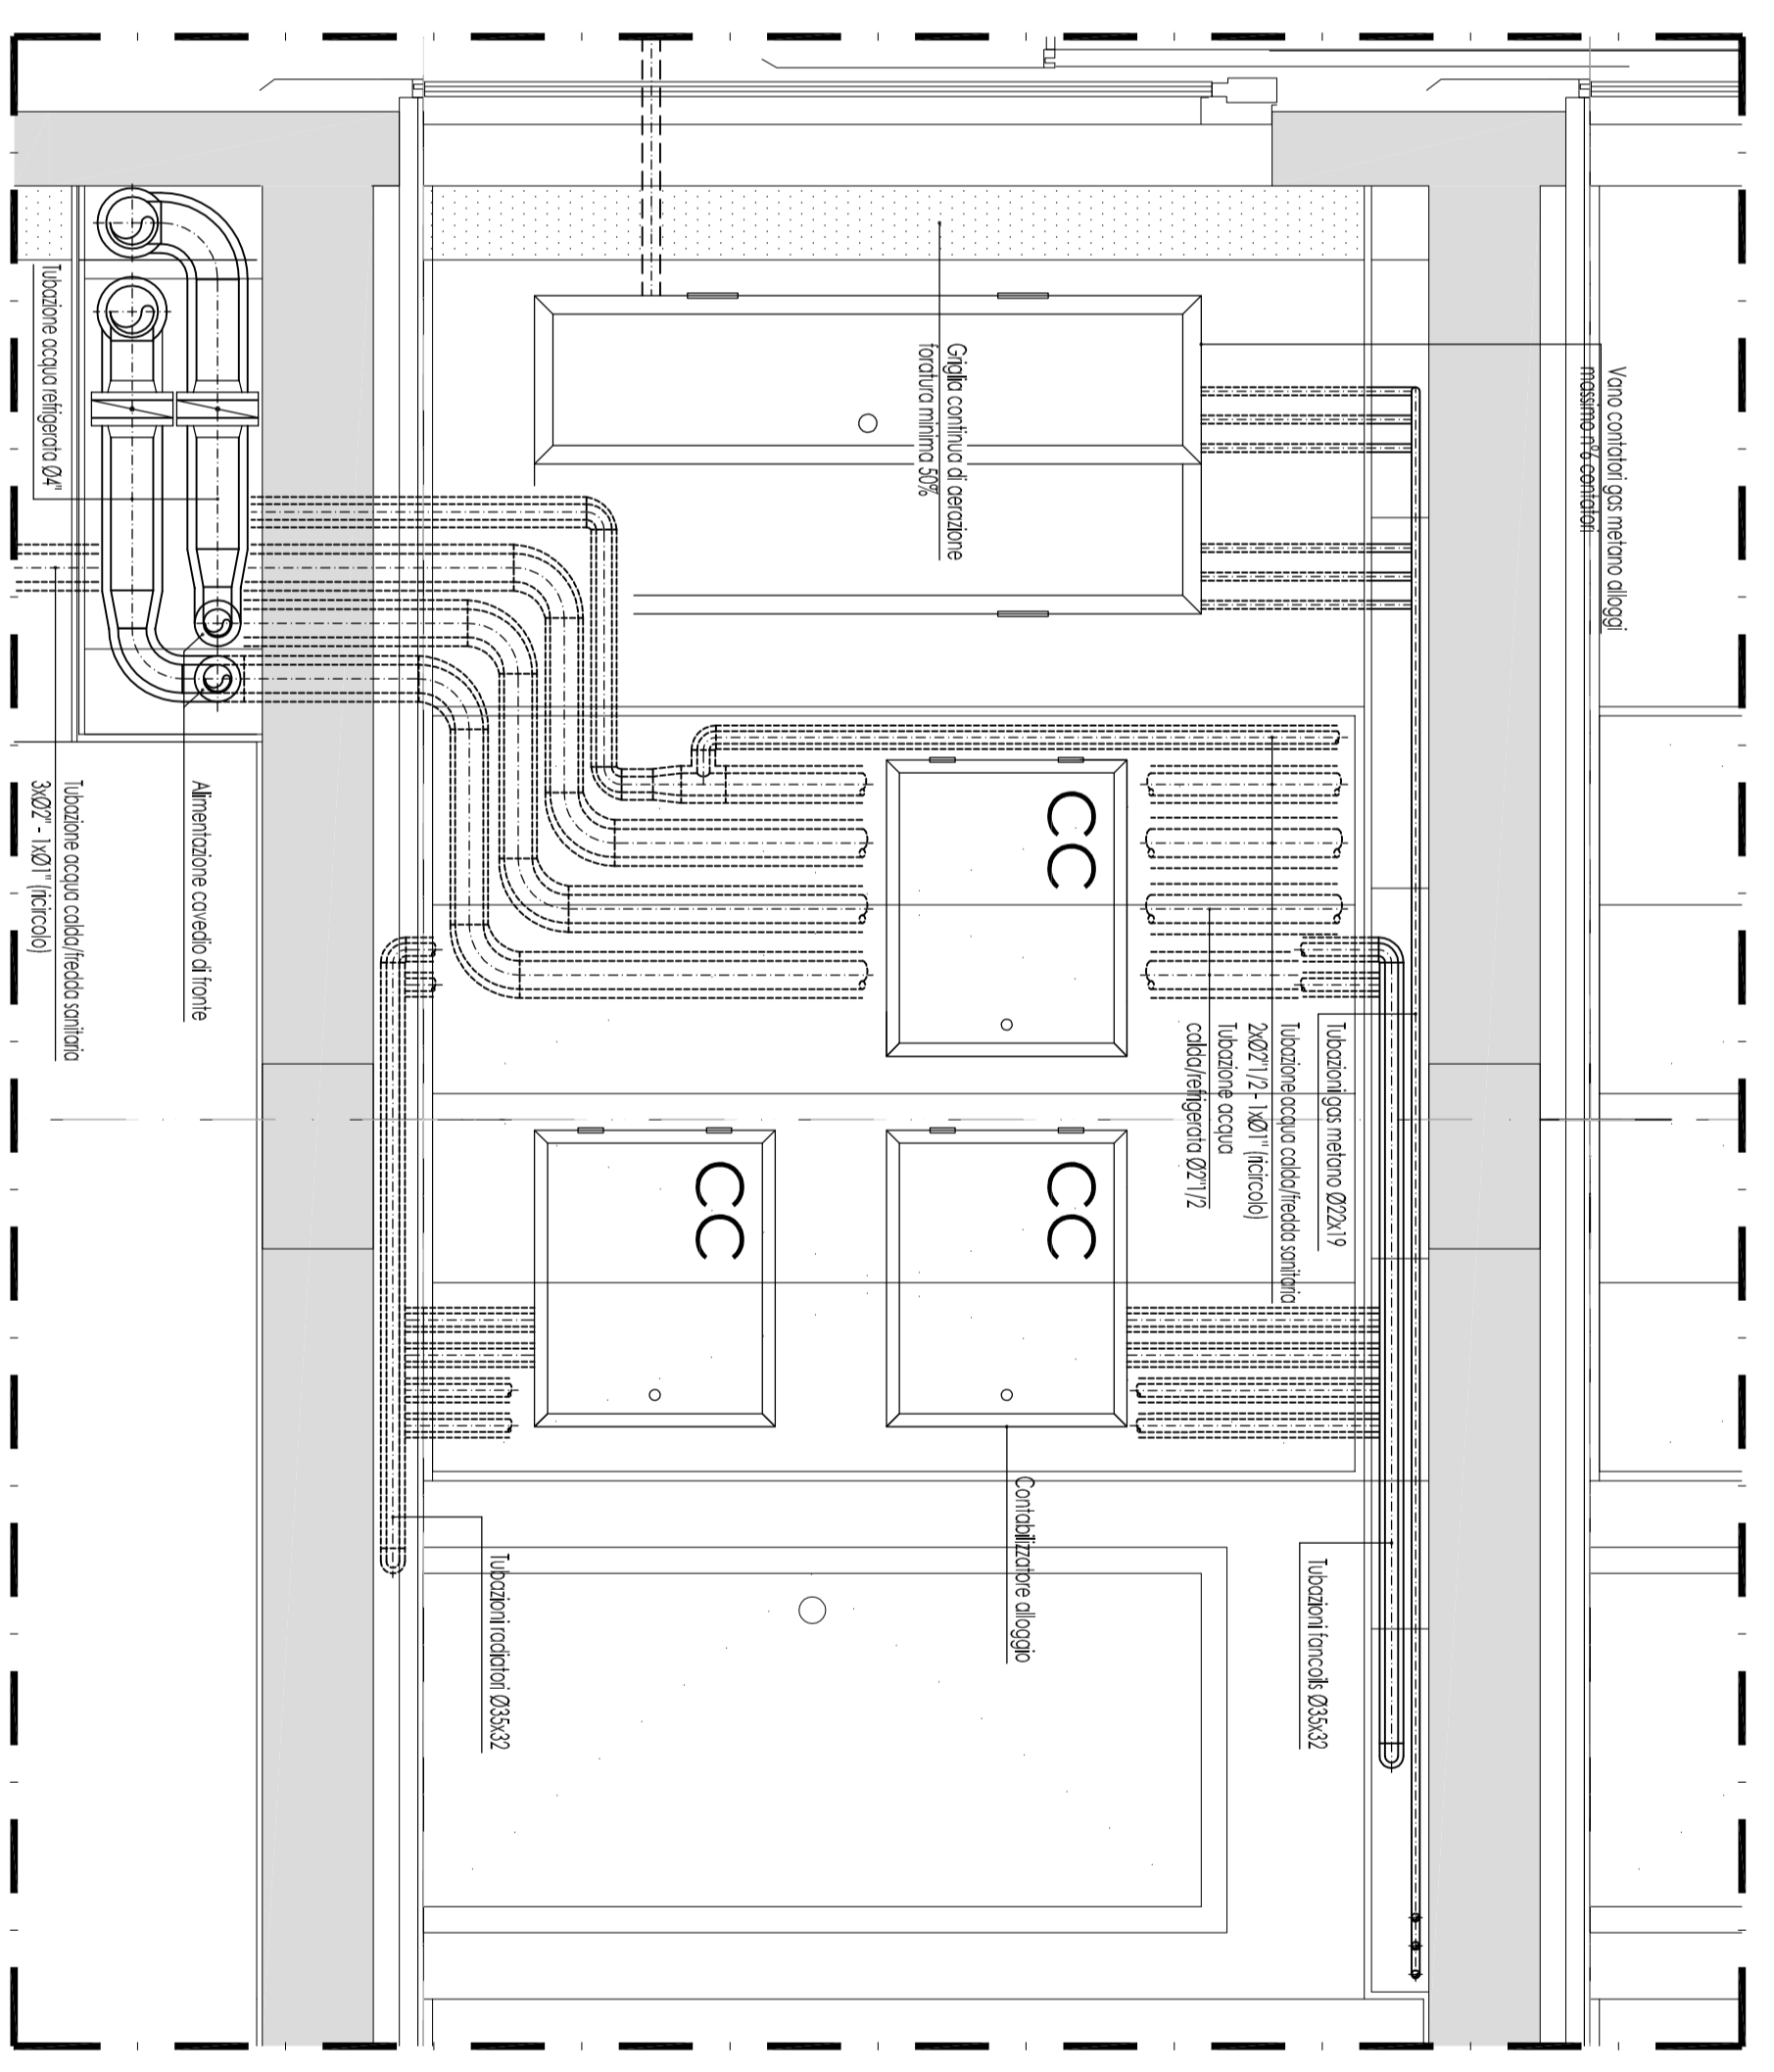 Vano contatori gas metano alloggi
massimo n°6 contatori
Griglia continua di aerazione
foratura minima 50%
Tubazione acqua refrigerata Ø4"
CC
Tubazioni gas metano Ø22x19
Tubazione acqua calda/fredda sanitaria
2xØ2"1/2 - 1xØ1" (ricircolo)
Tubazione acqua
calda/refrigerata Ø2"1/2
Alimentazione cavedio di fronte
Tubazione acqua calda/fredda sanitaria
3xØ2" - 1xØ1" (ricircolo)
CC
CC
Contabilizzatore alloggio
Tubazioni fancoils Ø35x32
Tubazioni radiatori Ø35x32